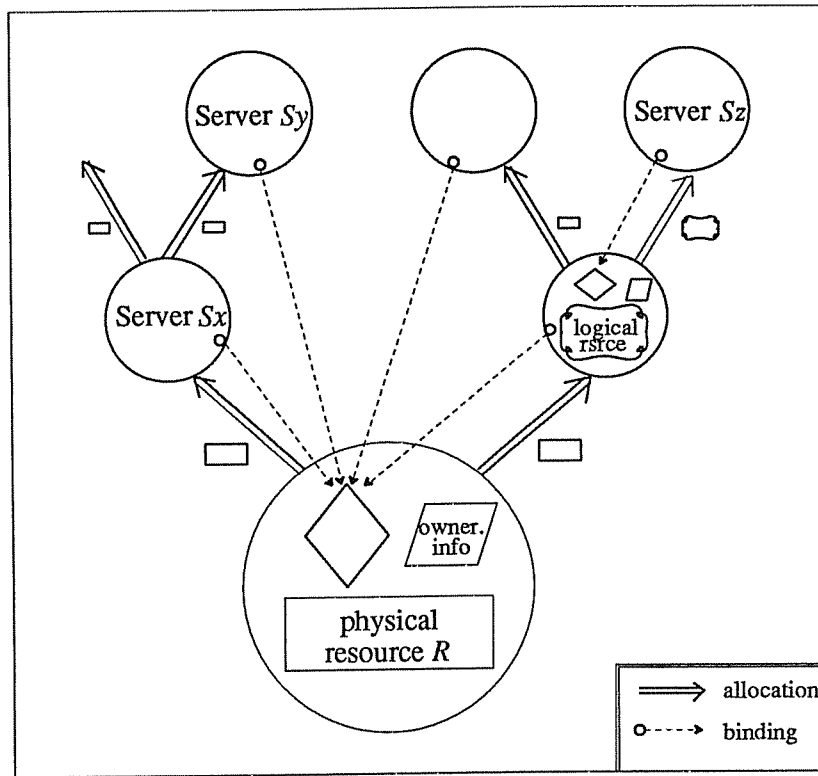 Server Sy
Server Sz
Server Sx
logical
rsrce
owner.
info
physical
resource R
allocation
binding